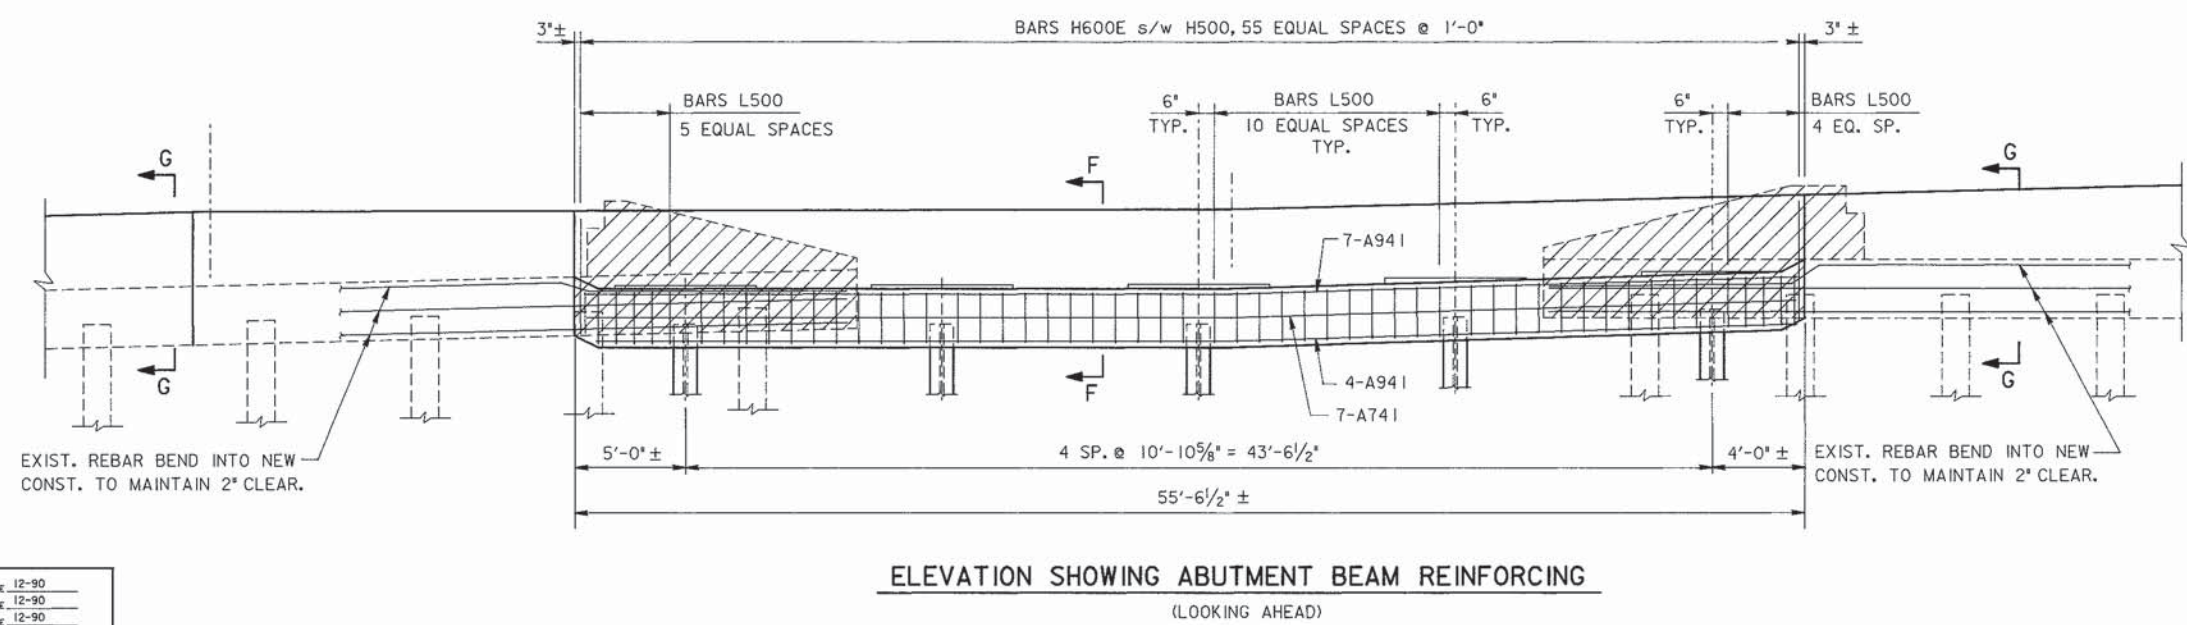 BARS H600E s/w H500, 55 EQUAL SPACES @ 1'-0"
3"±
3" ±
BARS L500
5 EQUAL SPACES
6"
TYP.
BARS L500
10 EQUAL SPACES
TYP.
6"
TYP.
6"
TYP.
BARS L500
4 EQ. SP.
G
F
G
7-A941
G
F
G
4-A941
7-A741
EXIST. REBAR BEND INTO NEW
CONST. TO MAINTAIN 2" CLEAR.
5'-0" ±
4 SP. @ 10'-10⅝" = 43'-6½"
4'-0" ±
EXIST. REBAR BEND INTO NEW
CONST. TO MAINTAIN 2" CLEAR.
55'-6½" ±
ELEVATION SHOWING ABUTMENT BEAM REINFORCING
(LOOKING AHEAD)
12-90
12-90
12-90